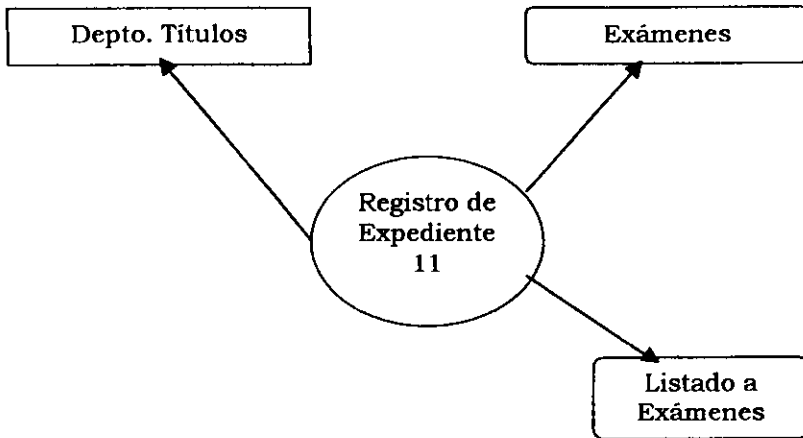 Depto. Títulos
Exámenes
Registro de
Expediente
11
Listado a
Exámenes